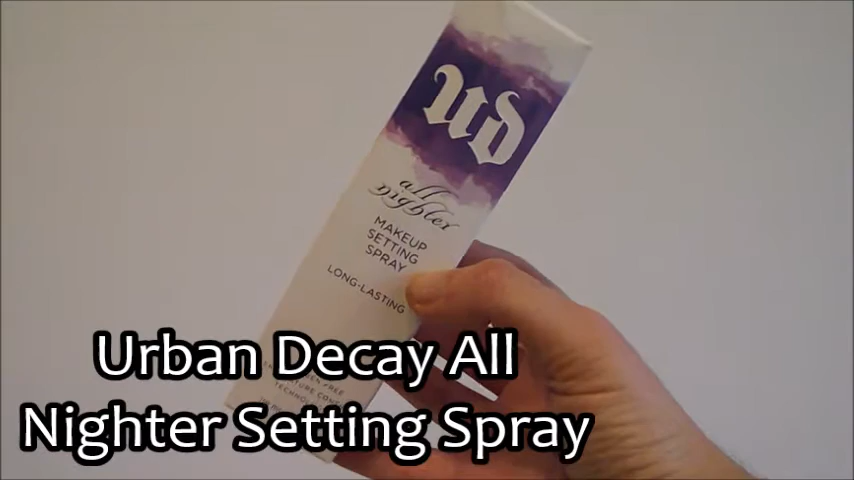 ud
all
nighter
MAKEUP
SETTING
SPRAY
LONG-LASTING
Urban Decay All
Nighter Setting Spray